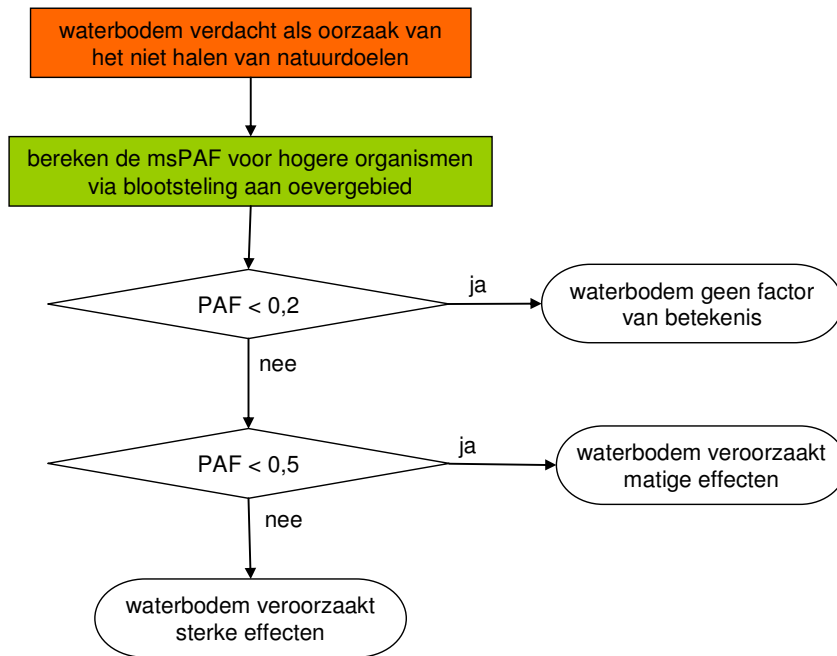 waterbodem verdacht als oorzaak van
het niet halen van natuurdoelen
bereken de msPAF voor hogere organismen
via blootsteling aan oevergebied
PAF < 0,2
ja
waterbodem geen factor
van betekenis
nee
PAF < 0,5
ja
waterbodem veroorzaakt
matige effecten
nee
waterbodem veroorzaakt
sterke effecten